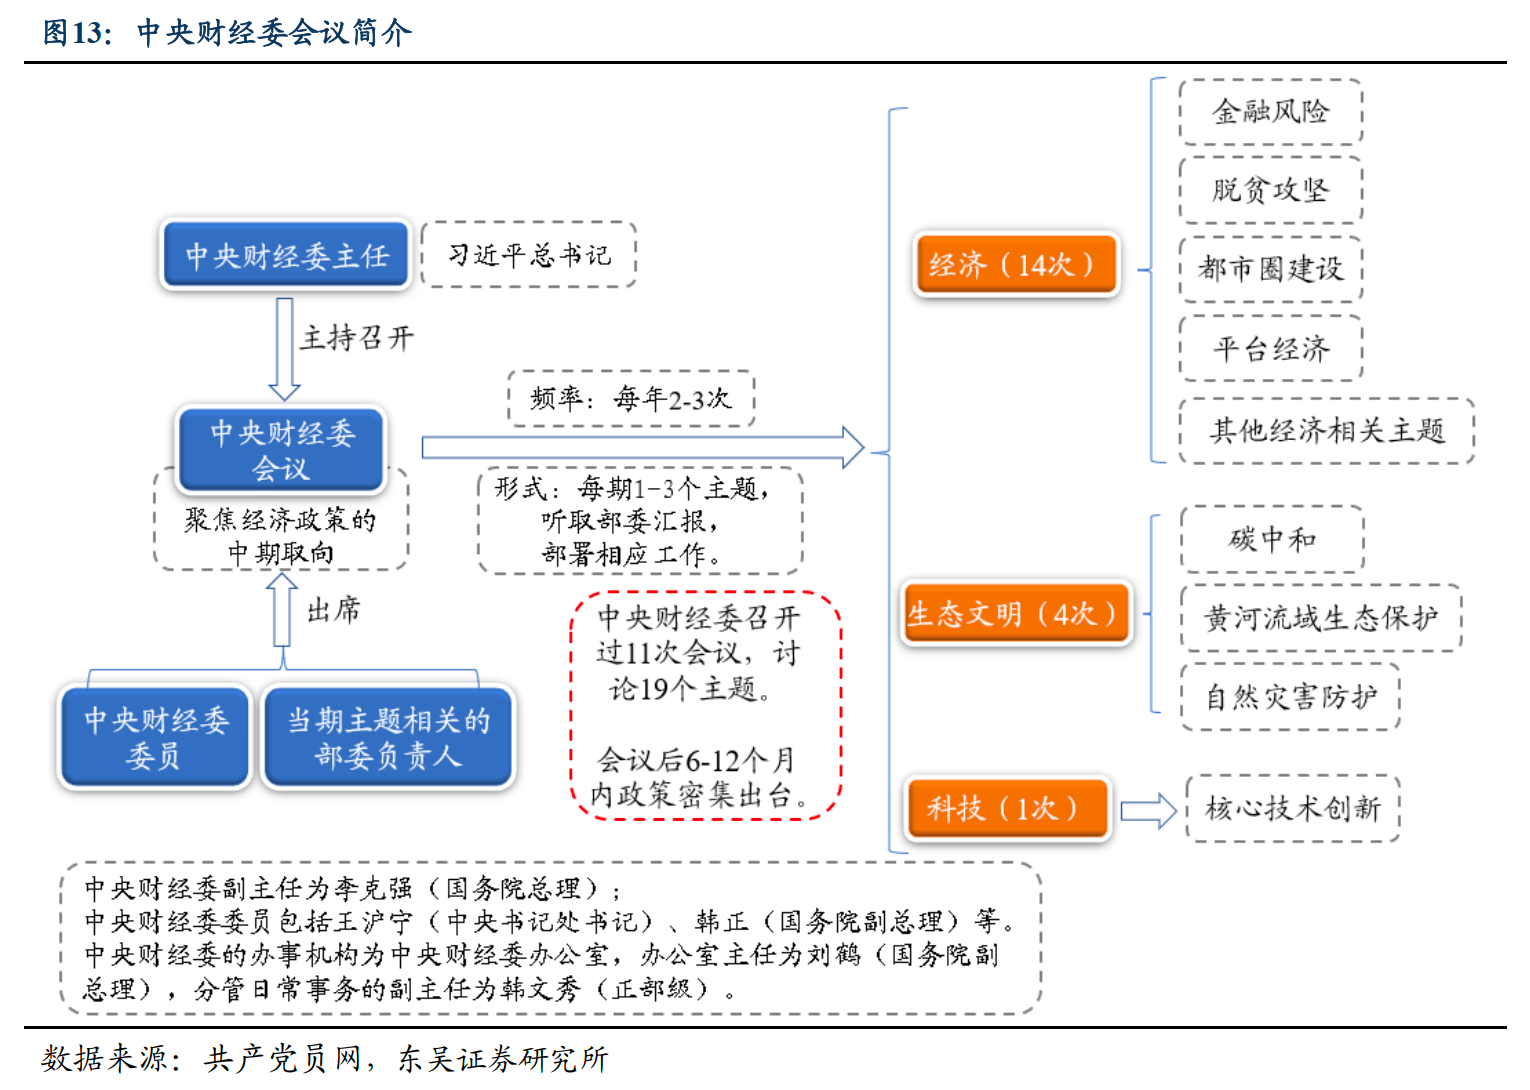 图13：中央财经委会议简介
中央财经委主任
习近平总书记
主持召开
中央财经委
会议
聚焦经济政策的
中期取向
出席
中央财经委
委员
当期主题相关的
部委负责人
频率：每年2-3次
形式：每期1-3个主题，
听取部委汇报，
部署相应工作。
中央财经委召开
过11次会议，讨
论19个主题。
会议后6-12个月
内政策密集出台。
经济（14次）
金融风险
脱贫攻坚
都市圈建设
平台经济
其他经济相关主题
生态文明（4次）
碳中和
黄河流域生态保护
自然灾害防护
科技（1次）
核心技术创新
中央财经委副主任为李克强（国务院总理）；
中央财经委委员包括王沪宁（中央书记处书记）、韩正（国务院副总理）等。
中央财经委的办事机构为中央财经委办公室，办公室主任为刘鹤（国务院副
总理），分管日常事务的副主任为韩文秀（正部级）。
数据来源：共产党员网，东吴证券研究所